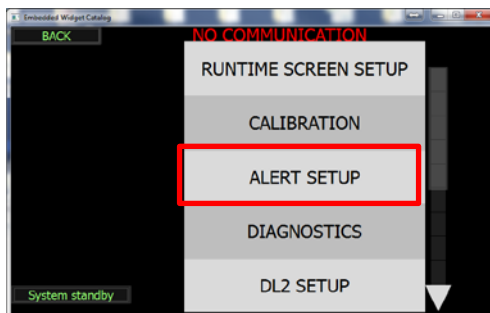 Embedded Widget Catalog
BACK
NO COMMUNICATION
RUNTIME SCREEN SETUP
CALIBRATION
ALERT SETUP
DIAGNOSTICS
DL2 SETUP
System standby